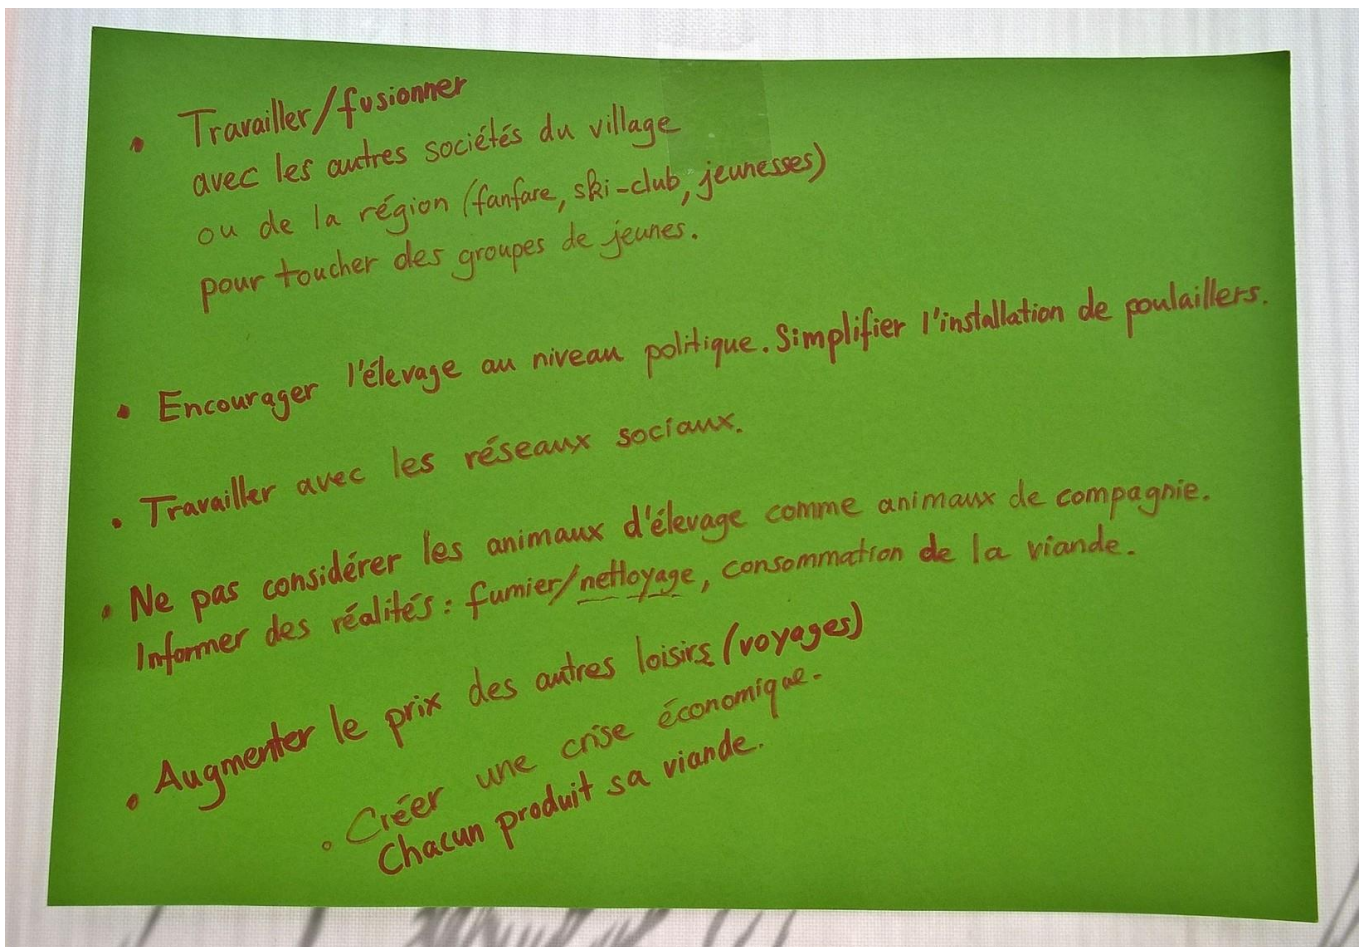 • Travailler/fusionner
avec les autres sociétés du village
ou de la région (fanfare, ski-club, jeunesses)
pour toucher des groupes de jeunes.
• Encourager l'élevage au niveau politique. Simplifier l'installation de poulaillers.
• Travailler avec les réseaux sociaux.
• Ne pas considérer les animaux d'élevage comme animaux de compagnie.
Informer des réalités : fumier/nettoyage, consommation de la viande.
• Augmenter le prix des autres loisirs (voyages)
• Créer une crise économique.
Chacun produit sa viande.